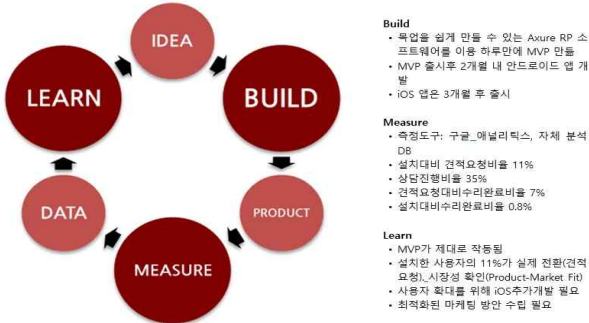 IDEA
BUILD
PRODUCT
MEASURE
DATA
LEARN
Build
• 목업을 쉽게 만들 수 있는 Axure RP 소
프트웨어를 이용 하루만에 MVP 만듦
• MVP 출시후 2개월 내 안드로이드 앱 개
발
• iOS 앱은 3개월 후 출시
Measure
• 측정도구: 구글_애널리틱스, 자체 분석
DB
• 설치대비 견적요청비율 11%
• 상담진행비율 35%
• 견적요청대비수리완료비율 7%
• 설치대비수리완료비율 0.8%
Learn
• MVP가 제대로 작동됨
• 설치한 사용자의 11%가 실제 전환(견적
요청)._시장성 확인(Product-Market Fit)
• 사용자 확대를 위해 iOS추가개발 필요
• 최적화된 마케팅 방안 수립 필요